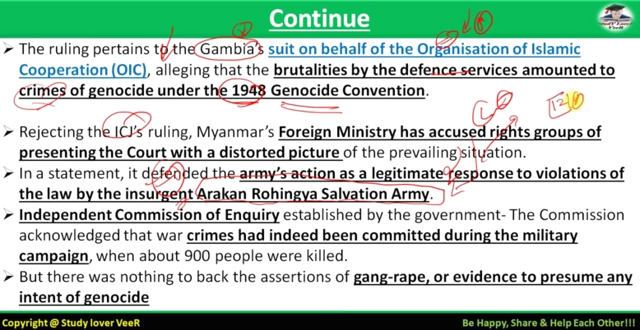 Continue
Study Lover
VeeR
The ruling pertains to the Gambia's suit on behalf of the Organisation of Islamic
Cooperation (OIC), alleging that the brutalities by the defence services amounted to
crimes of genocide under the 1948 Genocide Convention.
Rejecting the ICJ's ruling, Myanmar's Foreign Ministry has accused rights groups of
presenting the Court with a distorted picture of the prevailing situation.
In a statement, it defended the army's action as a legitimate response to violations of
the law by the insurgent Arakan Rohingya Salvation Army.
Independent Commission of Enquiry established by the government- The Commission
acknowledged that war crimes had indeed been committed during the military
campaign, when about 900 people were killed.
But there was nothing to back the assertions of gang-rape, or evidence to presume any
intent of genocide
Copyright @ Study lover VeeR
Be Happy, Share & Help Each Other!!!